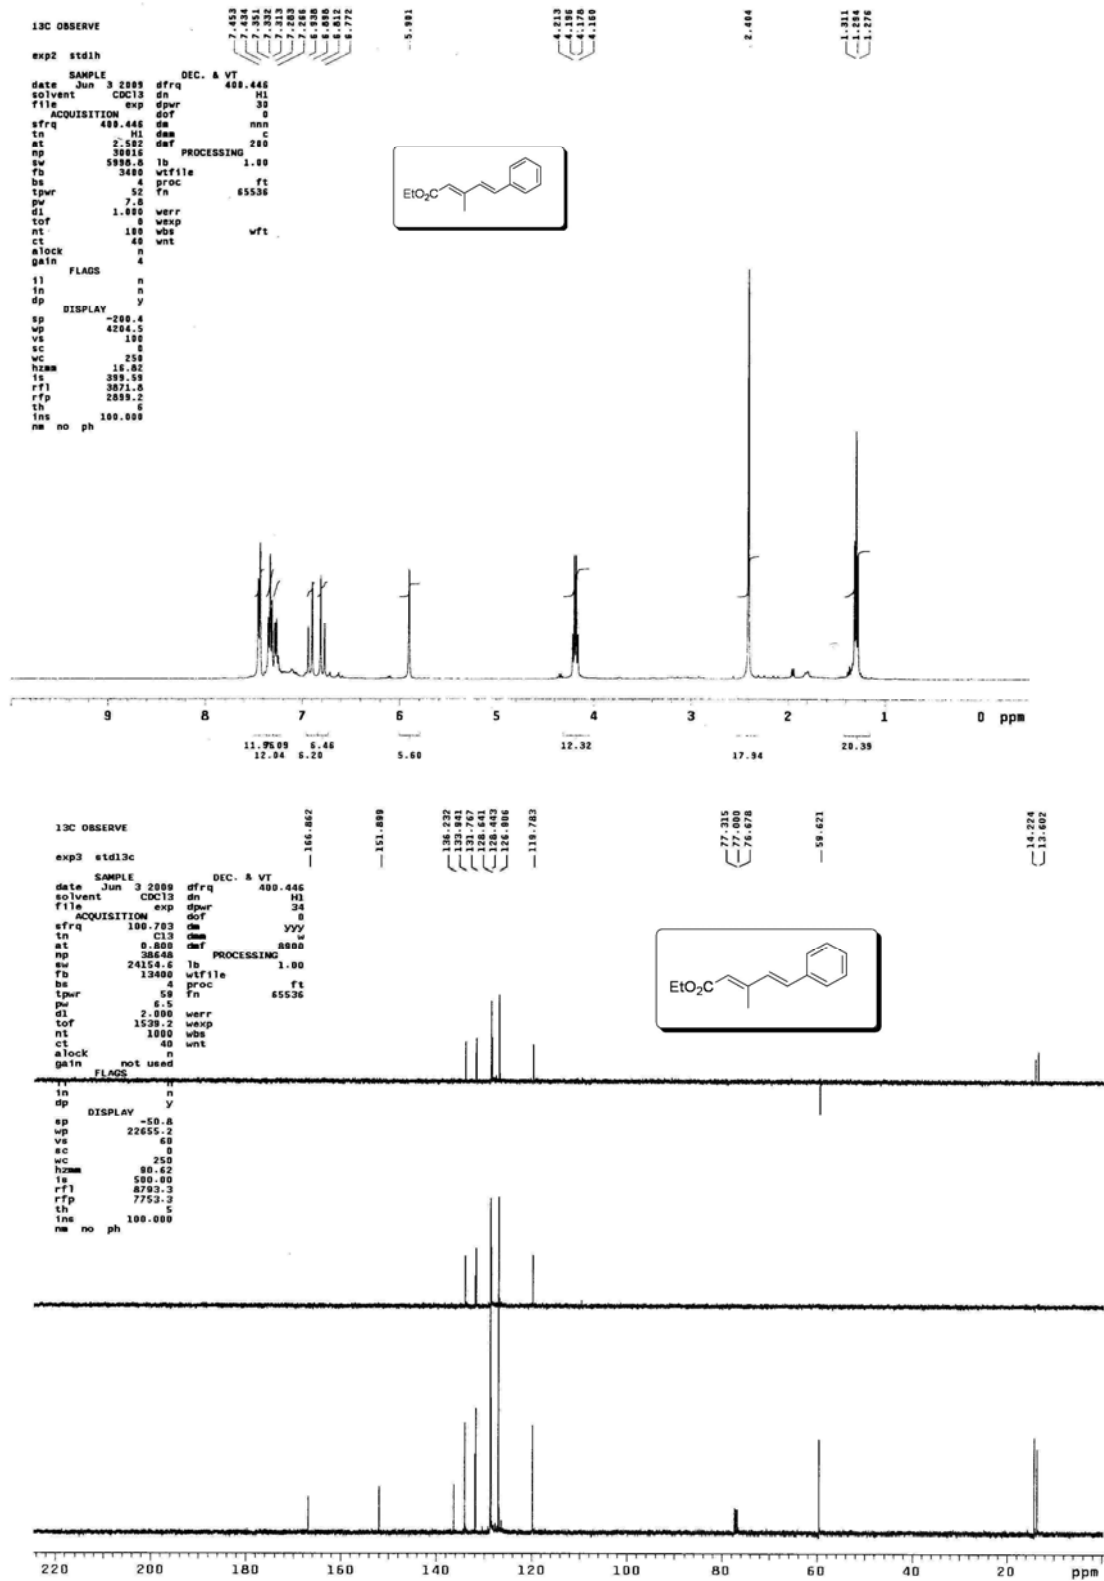 13C OBSERVE
7.453
7.434
7.351
7.332
7.313
7.283
7.266
6.938
6.898
6.812
6.772
5.901
4.213
4.196
4.178
4.160
2.404
1.311
1.294
1.276
exp2 std1h
SAMPLE DEC. & VT
date Jun 3 2009 dfrq 400.446
solvent CDCl3 dn H1
file exp dpwr 30
ACQUISITION dof 0
sfrq 400.446 dm nnn
tn H1 dmm c
at 2.502 dmf 200
np 30016 PROCESSING
sw 5998.8 lb 1.00
fb 3400 wtfile
bs 4 proc ft
tpwr 52 fn 65536
pw 7.8
d1 1.000 werr
tof 0 wexp
nt 100 wbs wft
ct 40 wnt
alock n
gain 4
FLAGS
il n
in n
dp y
DISPLAY
sp -200.4
wp 4204.5
vs 100
sc 0
wc 250
hzmm 16.82
is 399.59
rfl 3871.8
rfp 2899.2
th 6
ins 100.000
nm no ph
EtO2C
9 8 7 6 5 4 3 2 1 0 ppm
6.46 12.32 20.39
12.04 6.20 5.60 17.94
13C OBSERVE
166.862
151.899
136.232
133.941
131.767
128.641
128.443
126.906
119.783
77.315
77.000
76.678
59.621
14.224
13.602
exp3 std13c
SAMPLE DEC. & VT
date Jun 3 2009 dfrq 400.446
solvent CDCl3 dn H1
file exp dpwr 34
ACQUISITION dof 0
sfrq 100.703 dm yyy
tn C13 dmm w
at 0.800 dmf 8900
np 38648 PROCESSING
sw 24154.6 lb 1.00
fb 13400 wtfile
bs 4 proc ft
tpwr 59 fn 65536
pw 6.5
d1 2.000 werr
tof 1539.2 wexp
nt 1000 wbs
ct 40 wnt
alock n
gain not used
FLAGS
in n
dp y
DISPLAY
sp -50.8
wp 22655.2
vs 60
sc 0
wc 250
hzmm 90.62
is 500.00
rfl 8793.3
rfp 7753.3
th 5
ins 100.000
nm no ph
EtO2C
220 200 180 160 140 120 100 80 60 40 20 ppm